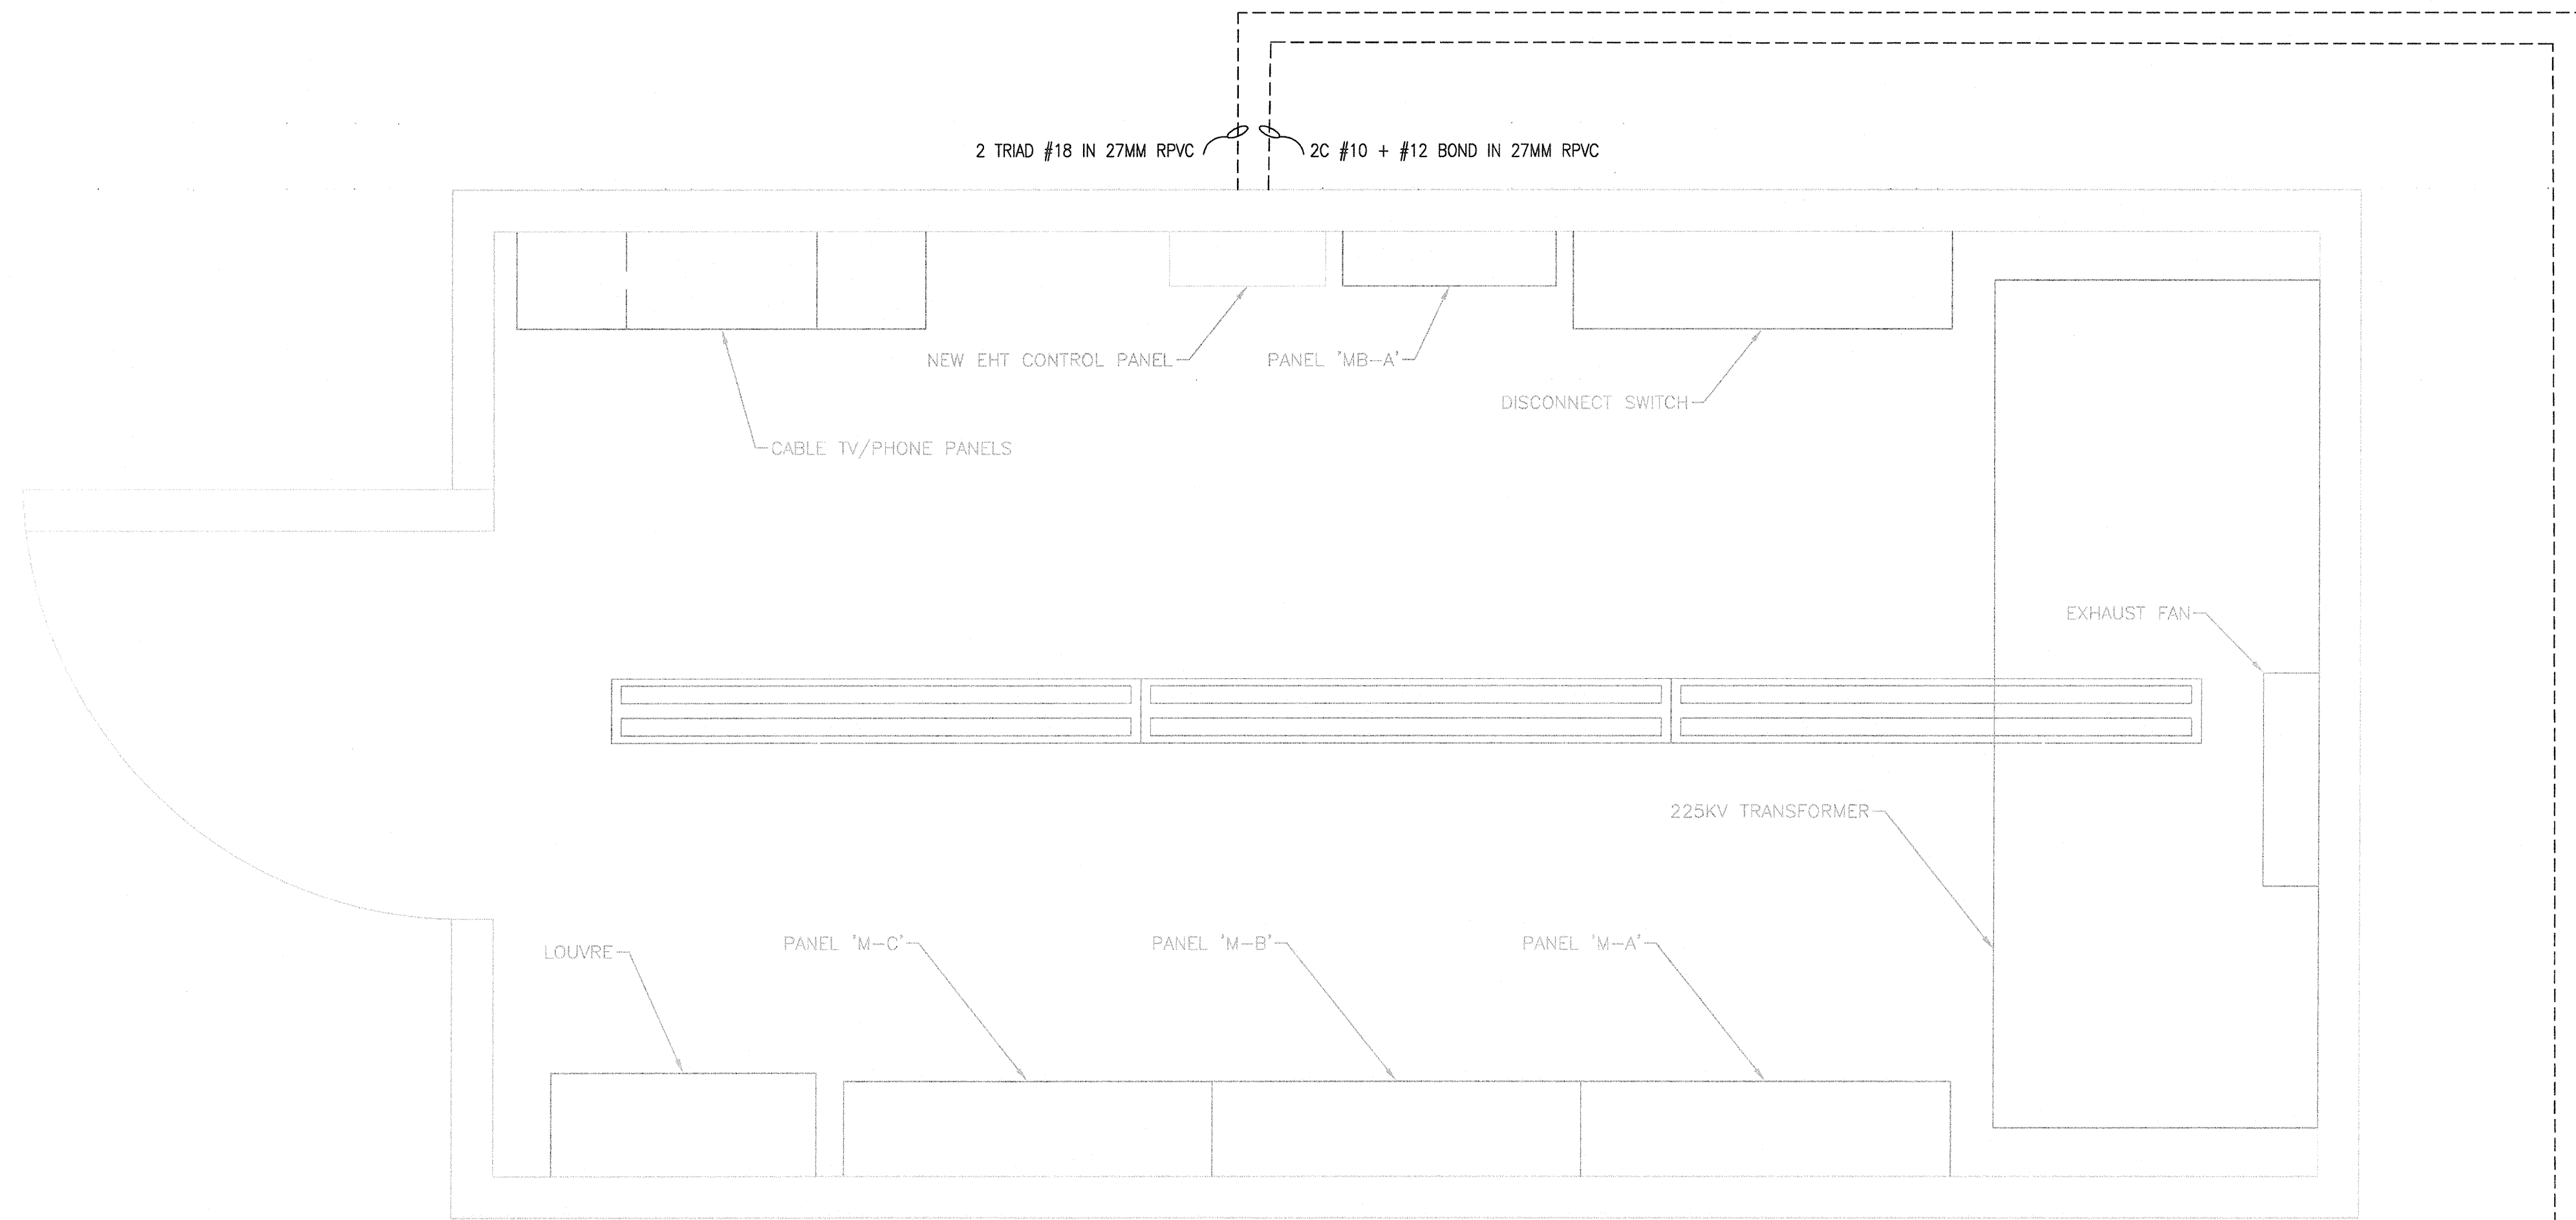 2 TRIAD #18 IN 27MM RPVC
2C #10 + #12 BOND IN 27MM RPVC
NEW EHT CONTROL PANEL
PANEL 'MB-A'
DISCONNECT SWITCH
CABLE TV/PHONE PANELS
EXHAUST FAN
225KV TRANSFORMER
LOUVRE
PANEL 'M-C'
PANEL 'M-B'
PANEL 'M-A'